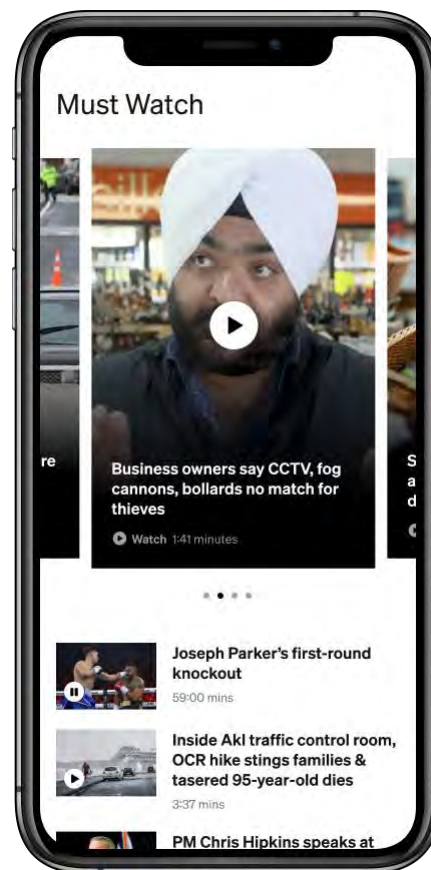 Must Watch
re
Business owners say CCTV, fog
cannons, bollards no match for
thieves
Watch 1:41 minutes
S
a
d
Joseph Parker's first-round
knockout
59:00 mins
Inside Akl traffic control room,
OCR hike stings families &
tasered 95-year-old dies
3:37 mins
PM Chris Hipkins speaks at